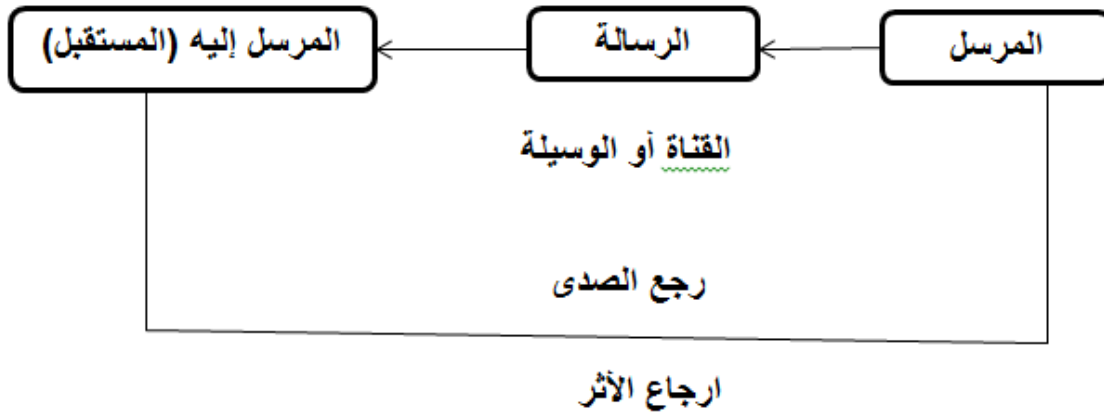 المرسل
الرسالة
المرسل إليه (المستقبل)
القناة أو الوسيلة
رجع الصدى
ارجاع الأثر